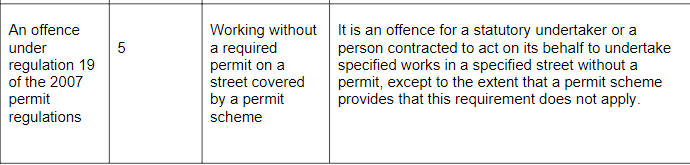 An offence
under
regulation 19
of the 2007
permit
regulations
5
Working without
a required
permit on a
street covered
by a permit
scheme
It is an offence for a statutory undertaker or a
person contracted to act on its behalf to undertake
specified works in a specified street without a
permit, except to the extent that a permit scheme
provides that this requirement does not apply.